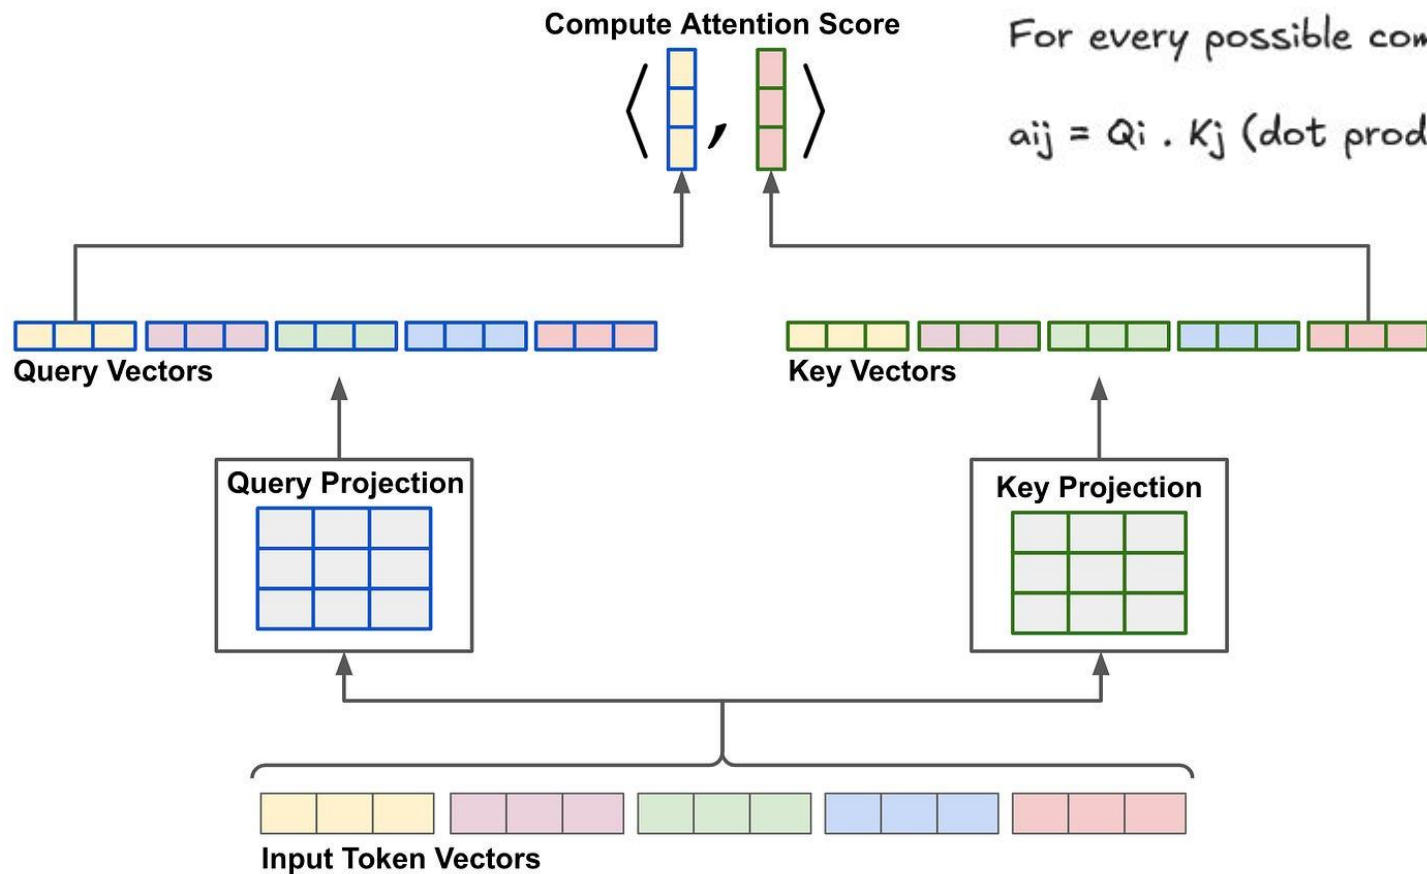 Compute Attention Score
For every possible com
aij = Qi . Kj (dot prod
Query Vectors
Key Vectors
Query Projection
Key Projection
Input Token Vectors